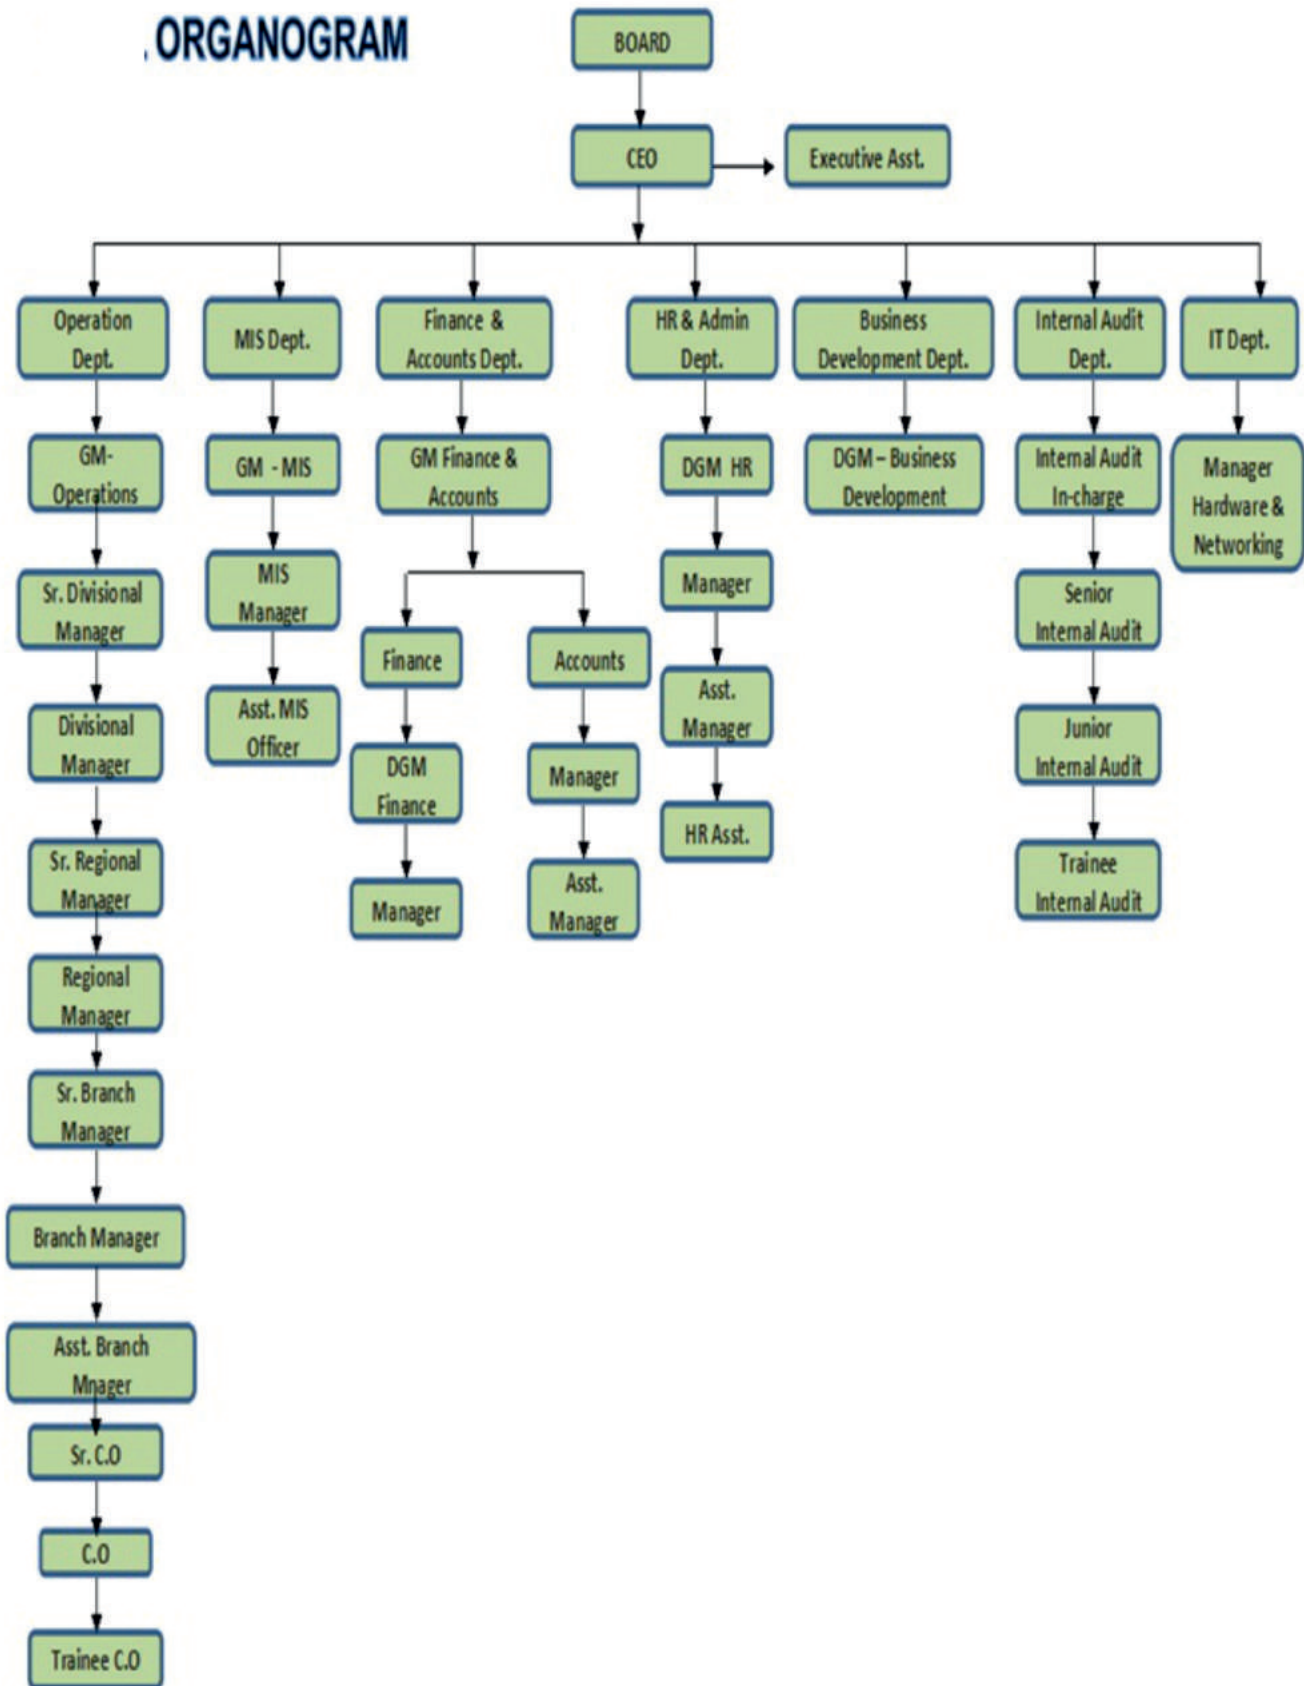 . ORGANOGRAM
BOARD
CEO
Executive Asst.
Operation
Dept.
MIS Dept.
Finance &
Accounts Dept.
HR & Admin
Dept.
Business
Development Dept.
Internal Audit
Dept.
IT Dept.
GM-
Operations
GM - MIS
GM Finance &
Accounts
DGM HR
DGM – Business
Development
Internal Audit
In-charge
Manager
Hardware &
Networking
Sr. Divisional
Manager
MIS
Manager
Manager
Senior
Internal Audit
Finance
Accounts
Divisional
Manager
Asst. MIS
Officer
Asst.
Manager
Junior
Internal Audit
DGM
Finance
Manager
HR Asst.
Sr. Regional
Manager
Manager
Asst.
Manager
Trainee
Internal Audit
Regional
Manager
Sr. Branch
Manager
Branch Manager
Asst. Branch
Mnager
Sr. C.O
C.O
Trainee C.O